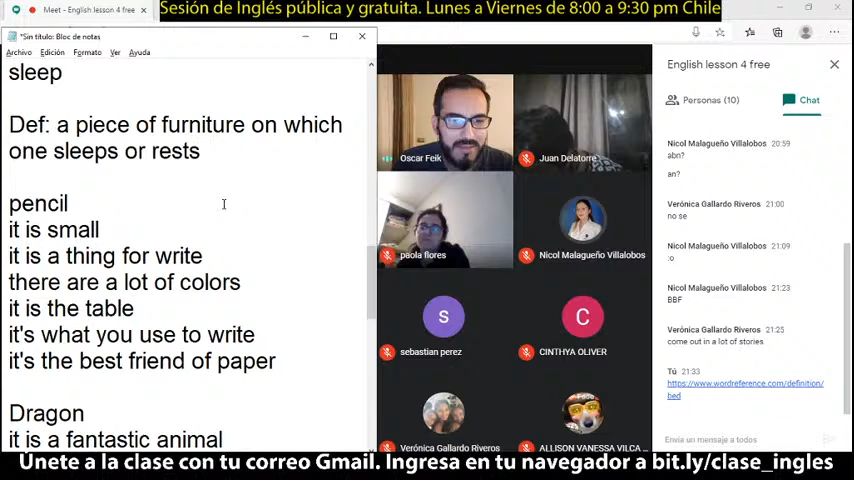 Sesión de Inglés pública y gratuita. Lunes a Viernes de 8:00 a 9:30 pm Chile
Meet - English lesson 4 free
*Sin título: Bloc de notas
Archivo Edición Formato Ver Ayuda
sleep
Def: a piece of furniture on which
one sleeps or rests
pencil
it is small
it is a thing for write
there are a lot of colors
it is the table
it's what you use to write
it's the best friend of paper
Dragon
it is a fantastic animal
Oscar Feik
Juan Delatorre
paola flores
Nicol Malagueño Villalobos
s
sebastian perez
C
CINTHYA OLIVER
Verónica Gallardo Riveros
ALLISON VANESSA VILCA
English lesson 4 free
Personas (10)
Chat
Nicol Malagueño Villalobos 20:59
abn?
an?
Verónica Gallardo Riveros 21:00
no se
Nicol Malagueño Villalobos 21:09
:o
Nicol Malagueño Villalobos 21:23
BBF
Verónica Gallardo Riveros 21:25
come out in a lot of stories
Tú 21:33
https://www.wordreference.com/definition/
bed
Envía un mensaje a todos
Únete a la clase con tu correo Gmail. Ingresa en tu navegador a bit.ly/clase_ingles